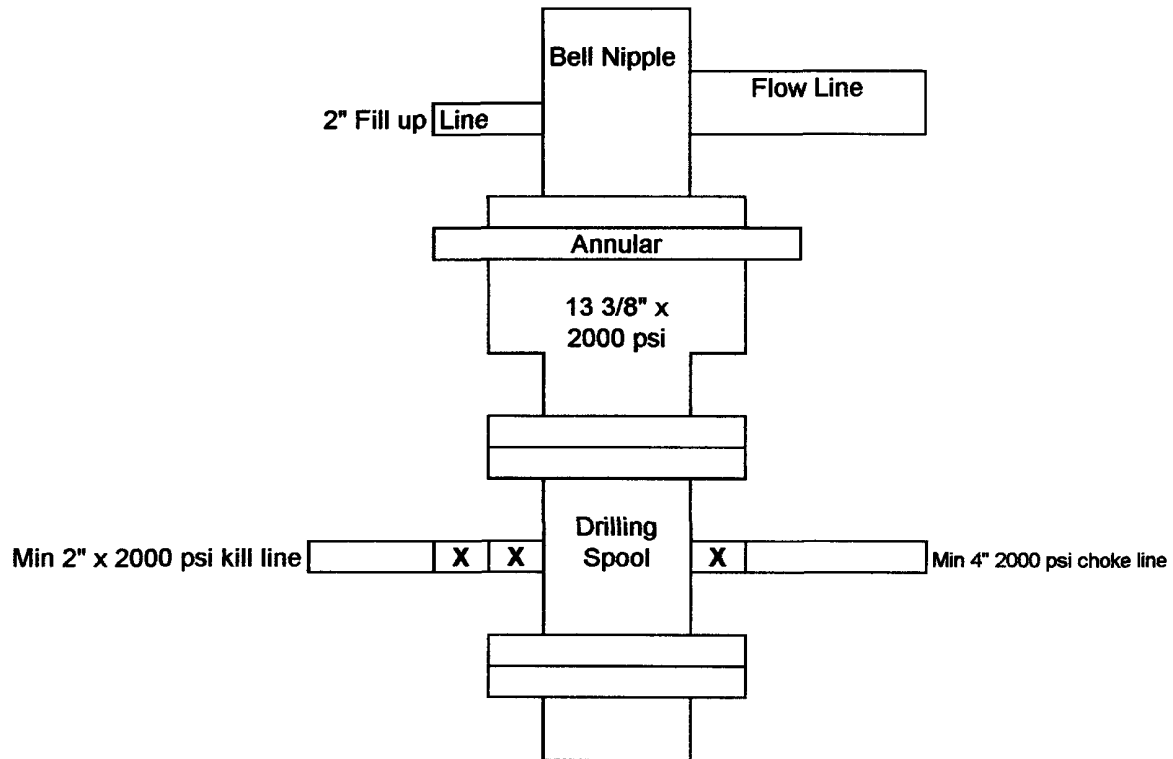 Bell Nipple
Flow Line
2" Fill up Line
Annular
13 3/8" x
2000 psi
Drilling
Spool
Min 2" x 2000 psi kill line
X X
X
Min 4" 2000 psi choke line